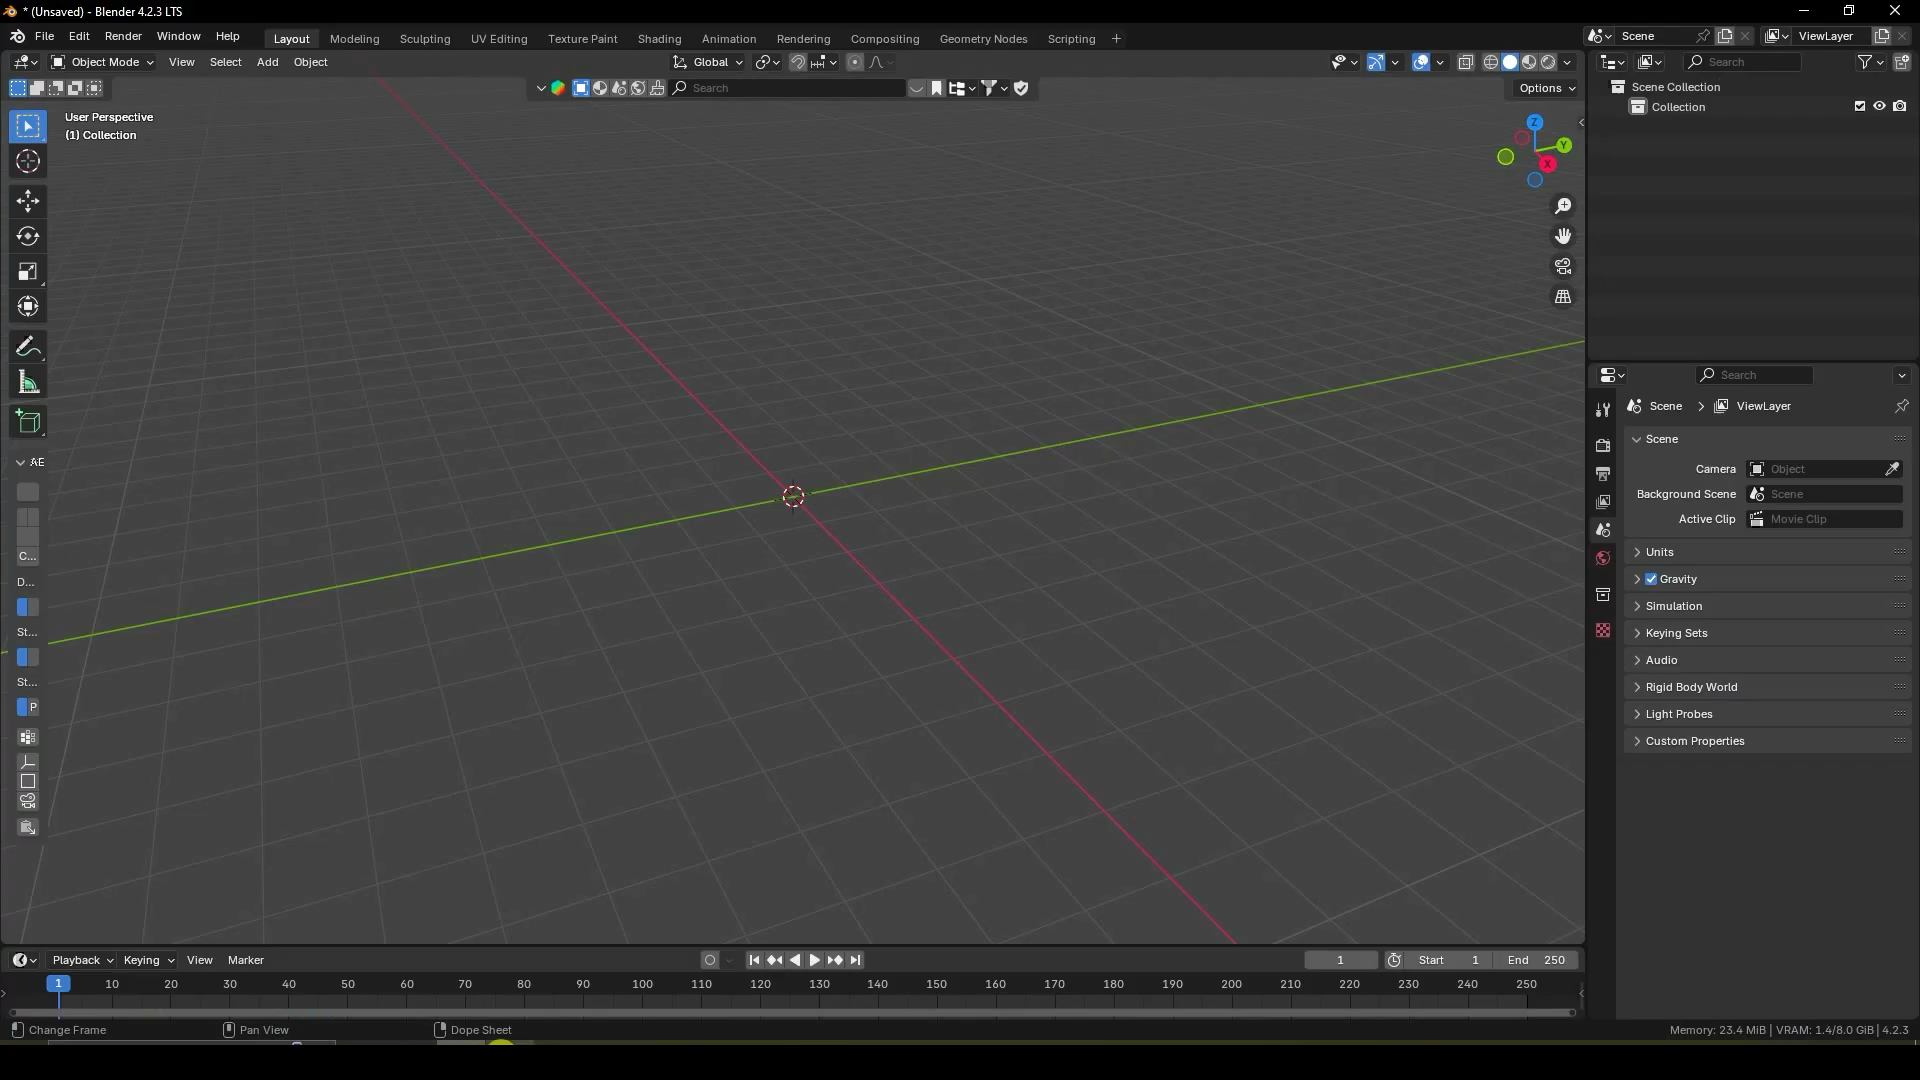 * (Unsaved) - Blender 4.2.3 LTS
File Edit Render Window Help
Layout Modeling Sculpting UV Editing Texture Paint Shading Animation Rendering Compositing Geometry Nodes Scripting +
Scene
ViewLayer
Object Mode View Select Add Object
Global
Search
Options
User Perspective
(1) Collection
Z
Y
X
AE
C...
D...
St...
St...
P
Search
Scene Collection
Collection
Search
Scene > ViewLayer
Scene
Camera Object
Background Scene Scene
Active Clip Movie Clip
Units
Gravity
Simulation
Keying Sets
Audio
Rigid Body World
Light Probes
Custom Properties
Playback Keying View Marker
1
Start 1
End 250
1 10 20 30 40 50 60 70 80 90 100 110 120 130 140 150 160 170 180 190 200 210 220 230 240 250
Change Frame
Pan View
Dope Sheet
Memory: 23.4 MiB | VRAM: 1.4/8.0 GiB | 4.2.3